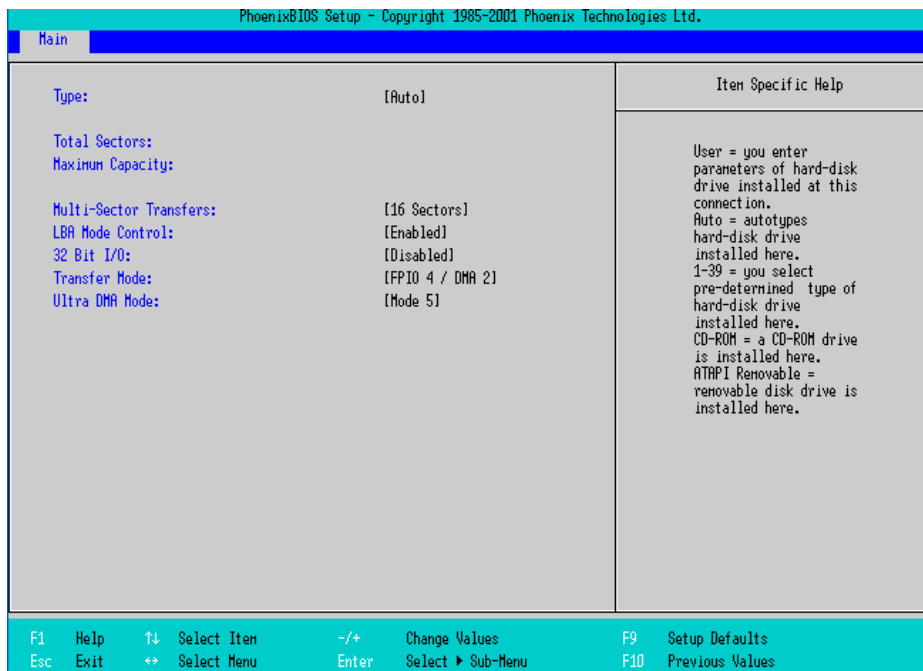 PhoenixBIOS Setup - Copyright 1985-2001 Phoenix Technologies Ltd.
Main
Type: [Auto]
Total Sectors:
Maximum Capacity:
Multi-Sector Transfers: [16 Sectors]
LBA Mode Control: [Enabled]
32 Bit I/O: [Disabled]
Transfer Mode: [FPIO 4 / DMA 2]
Ultra DMA Mode: [Mode 5]
Item Specific Help
User = you enter
parameters of hard-disk
drive installed at this
connection.
Auto = autotypes
hard-disk drive
installed here.
1-39 = you select
pre-determined type of
hard-disk drive
installed here.
CD-ROM = a CD-ROM drive
is installed here.
ATAPI Removable =
removable disk drive is
installed here.
F1 Help ↑↓ Select Item -/+ Change Values F9 Setup Defaults
Esc Exit ↔ Select Menu Enter Select ▶ Sub-Menu F10 Previous Values